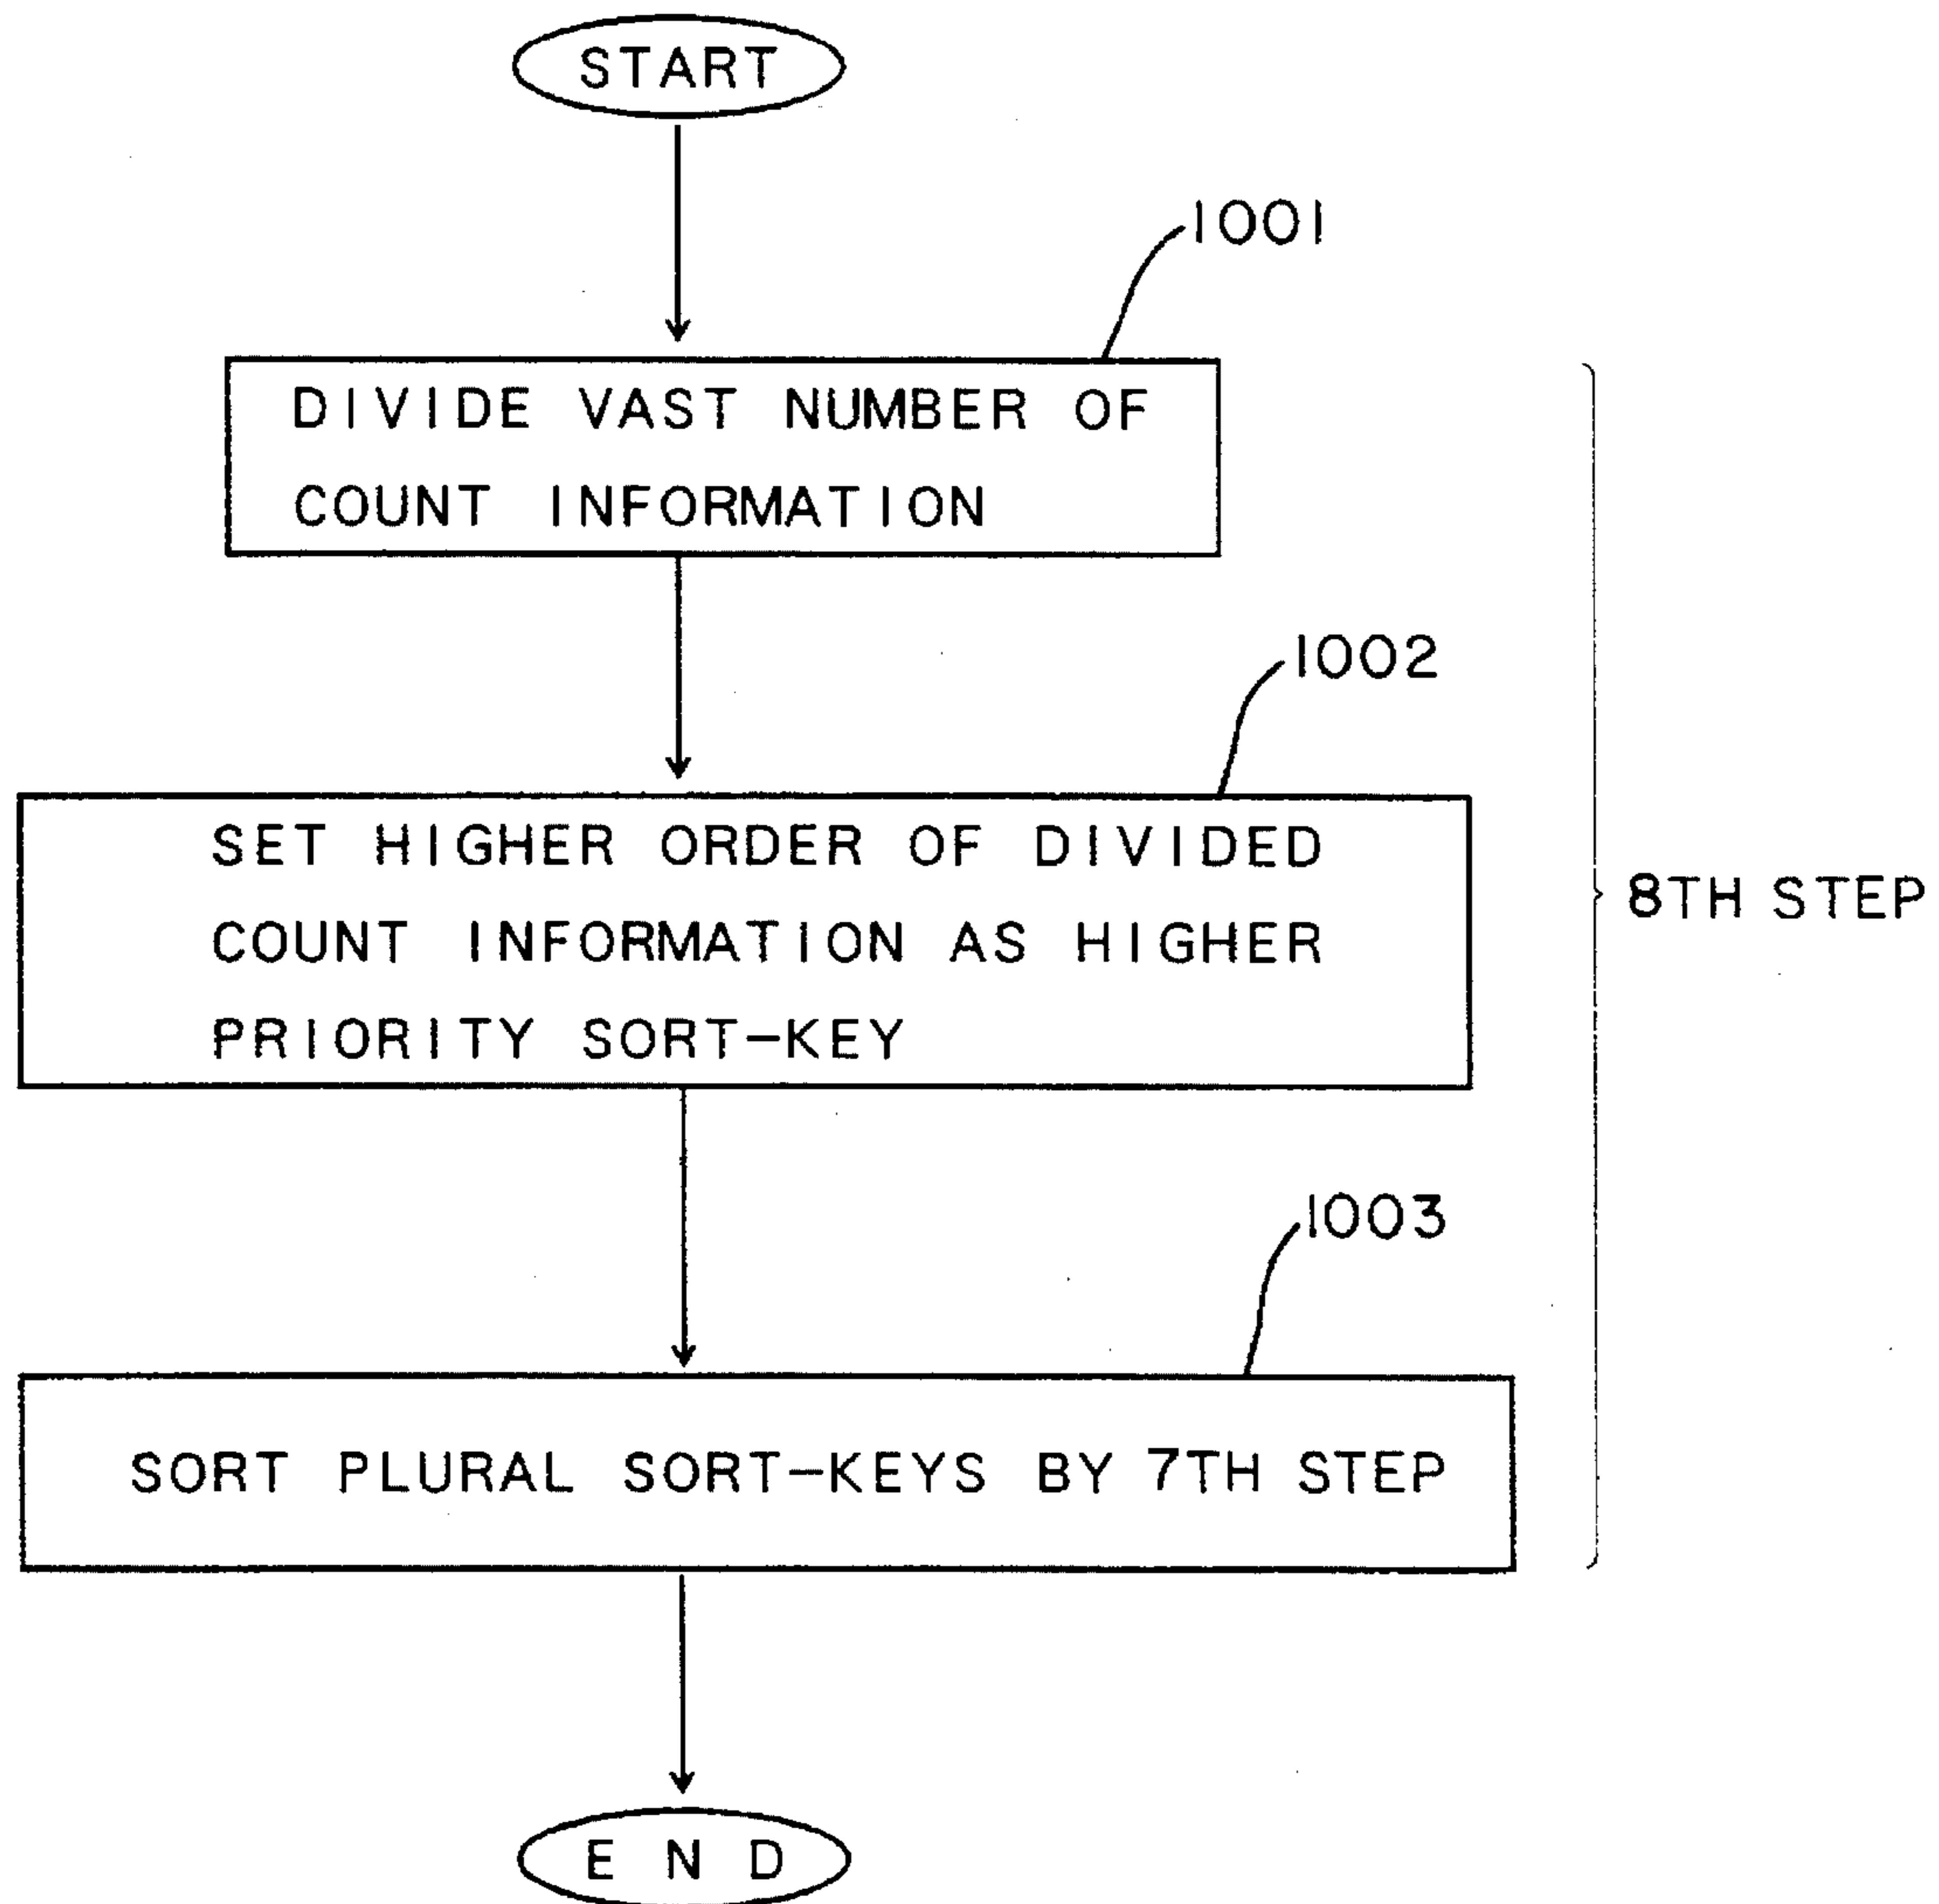 START
1001
DIVIDE VAST NUMBER OF
COUNT INFORMATION
1002
SET HIGHER ORDER OF DIVIDED
COUNT INFORMATION AS HIGHER
PRIORITY SORT-KEY
8TH STEP
1003
SORT PLURAL SORT-KEYS BY 7TH STEP
END